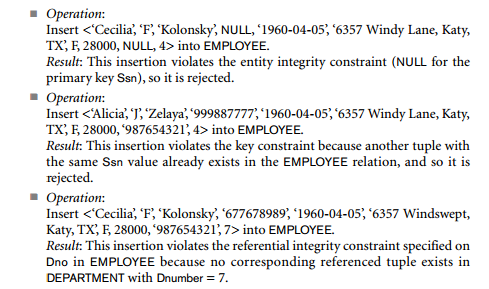 ■ Operation:
Insert <‘Cecilia’, ‘F’, ‘Kolonsky’, NULL, ‘1960-04-05’, ‘6357 Windy Lane, Katy,
TX’, F, 28000, NULL, 4> into EMPLOYEE.
Result: This insertion violates the entity integrity constraint (NULL for the
primary key Ssn), so it is rejected.
■ Operation:
Insert <‘Alicia’, ‘J’, ‘Zelaya’, ‘999887777’, ‘1960-04-05’, ‘6357 Windy Lane, Katy,
TX’, F, 28000, ‘987654321’, 4> into EMPLOYEE.
Result: This insertion violates the key constraint because another tuple with
the same Ssn value already exists in the EMPLOYEE relation, and so it is
rejected.
■ Operation:
Insert <‘Cecilia’, ‘F’, ‘Kolonsky’, ‘677678989’, ‘1960-04-05’, ‘6357 Windswept,
Katy, TX’, F, 28000, ‘987654321’, 7> into EMPLOYEE.
Result: This insertion violates the referential integrity constraint specified on
Dno in EMPLOYEE because no corresponding referenced tuple exists in
DEPARTMENT with Dnumber = 7.